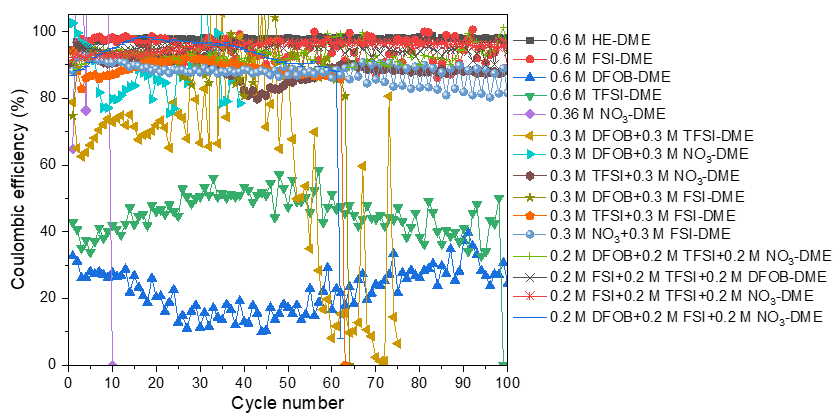 100
80
60
40
20
0
Coulombic efficiency (%)
0 10 20 30 40 50 60 70 80 90 100
Cycle number
0.6 M HE-DME
0.6 M FSI-DME
0.6 M DFOB-DME
0.6 M TFSI-DME
0.36 M NO₃-DME
0.3 M DFOB+0.3 M TFSI-DME
0.3 M DFOB+0.3 M NO₃-DME
0.3 M TFSI+0.3 M NO₃-DME
0.3 M DFOB+0.3 M FSI-DME
0.3 M TFSI+0.3 M FSI-DME
0.3 M NO₃+0.3 M FSI-DME
0.2 M DFOB+0.2 M TFSI+0.2 M NO₃-DME
0.2 M FSI+0.2 M TFSI+0.2 M DFOB-DME
0.2 M FSI+0.2 M TFSI+0.2 M NO₃-DME
0.2 M DFOB+0.2 M FSI+0.2 M NO₃-DME